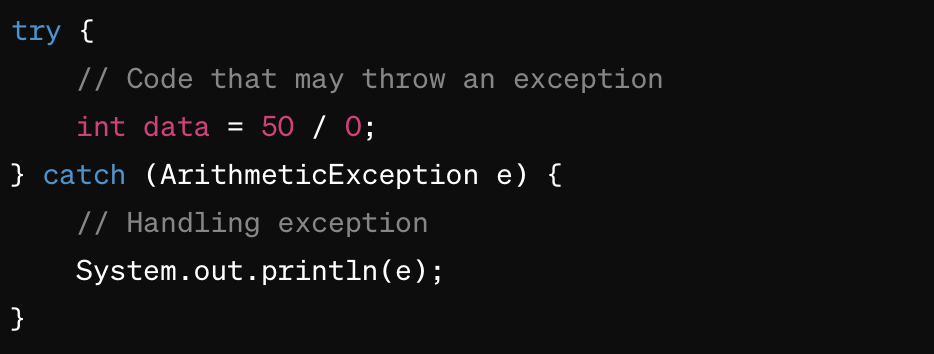 try {
    // Code that may throw an exception
    int data = 50 / 0;
} catch (ArithmeticException e) {
    // Handling exception
    System.out.println(e);
}